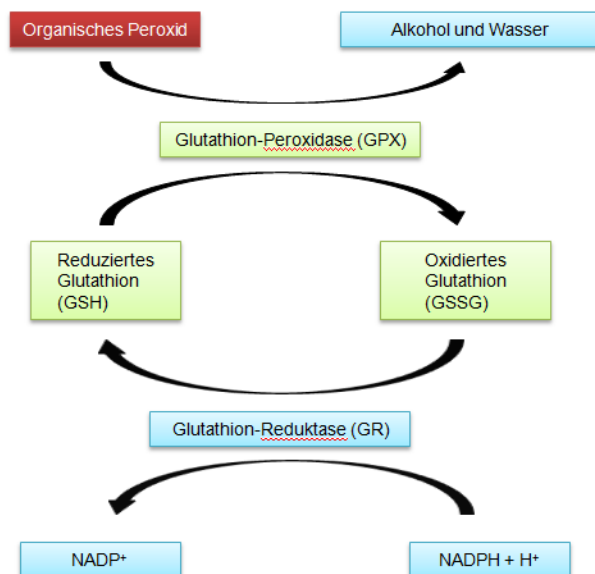 Organisches Peroxid
Alkohol und Wasser
Glutathion-Peroxidase (GPX)
Reduziertes
Glutathion
(GSH)
Oxidiertes
Glutathion
(GSSG)
Glutathion-Reduktase (GR)
NADP⁺
NADPH + H⁺